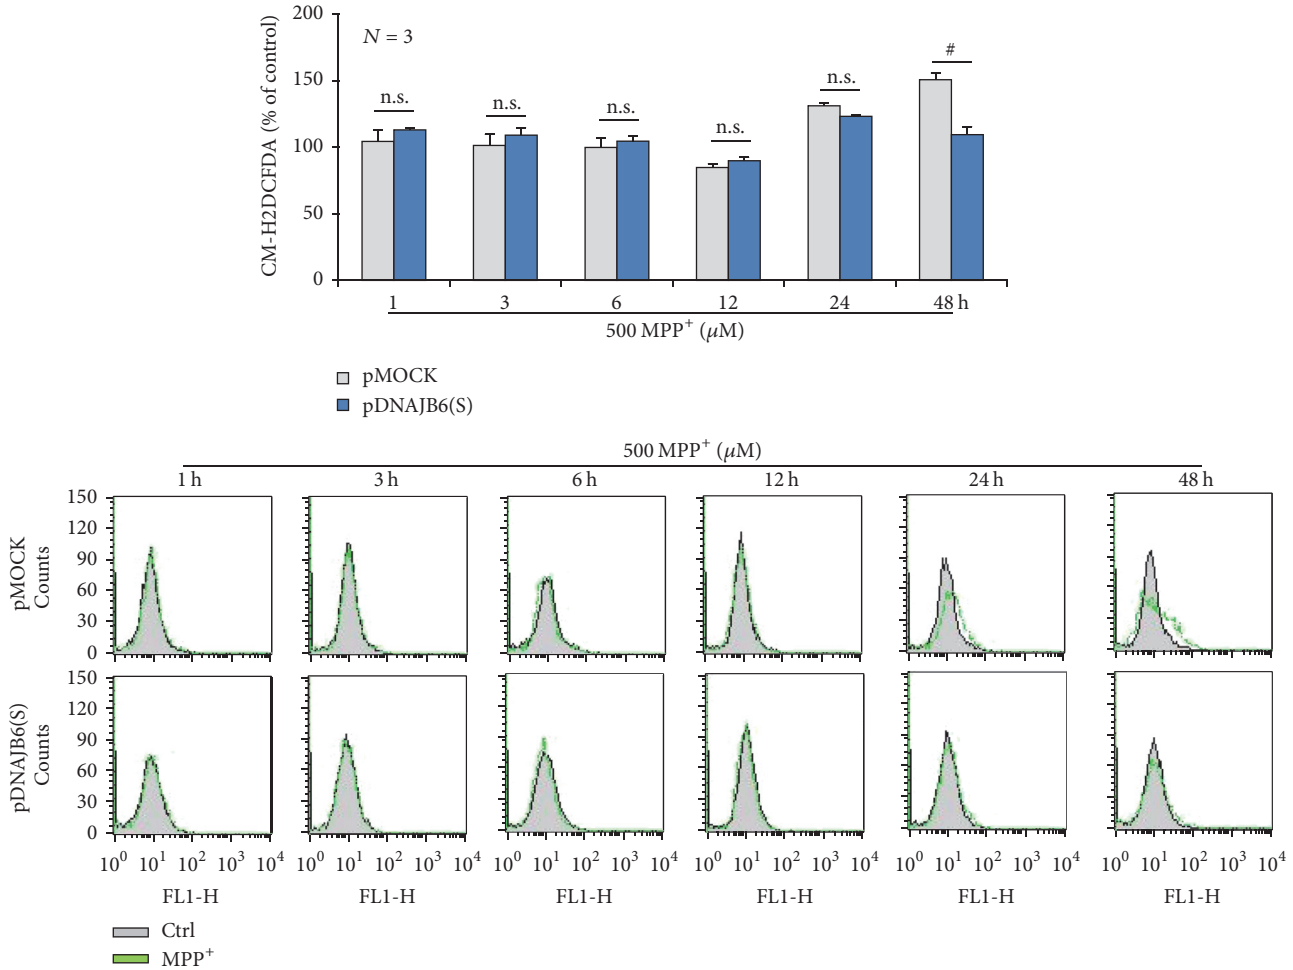 200
150
100
50
0
CM-H2DCFDA (% of control)
N = 3
n.s.
n.s.
n.s.
n.s.
n.s.
#
1 3 6 12 24 48 h
500 MPP⁺ (μM)
pMOCK
pDNAJB6(S)
500 MPP⁺ (μM)
1 h 3 h 6 h 12 h 24 h 48 h
pMOCK
Counts
150
120
90
60
30
0
pDNAJB6(S)
Counts
150
120
90
60
30
0
10⁰ 10¹ 10² 10³ 10⁴ 10⁰ 10¹ 10² 10³ 10⁴ 10⁰ 10¹ 10² 10³ 10⁴ 10⁰ 10¹ 10² 10³ 10⁴ 10⁰ 10¹ 10² 10³ 10⁴ 10⁰ 10¹ 10² 10³ 10⁴
FL1-H FL1-H FL1-H FL1-H FL1-H FL1-H
Ctrl
MPP⁺